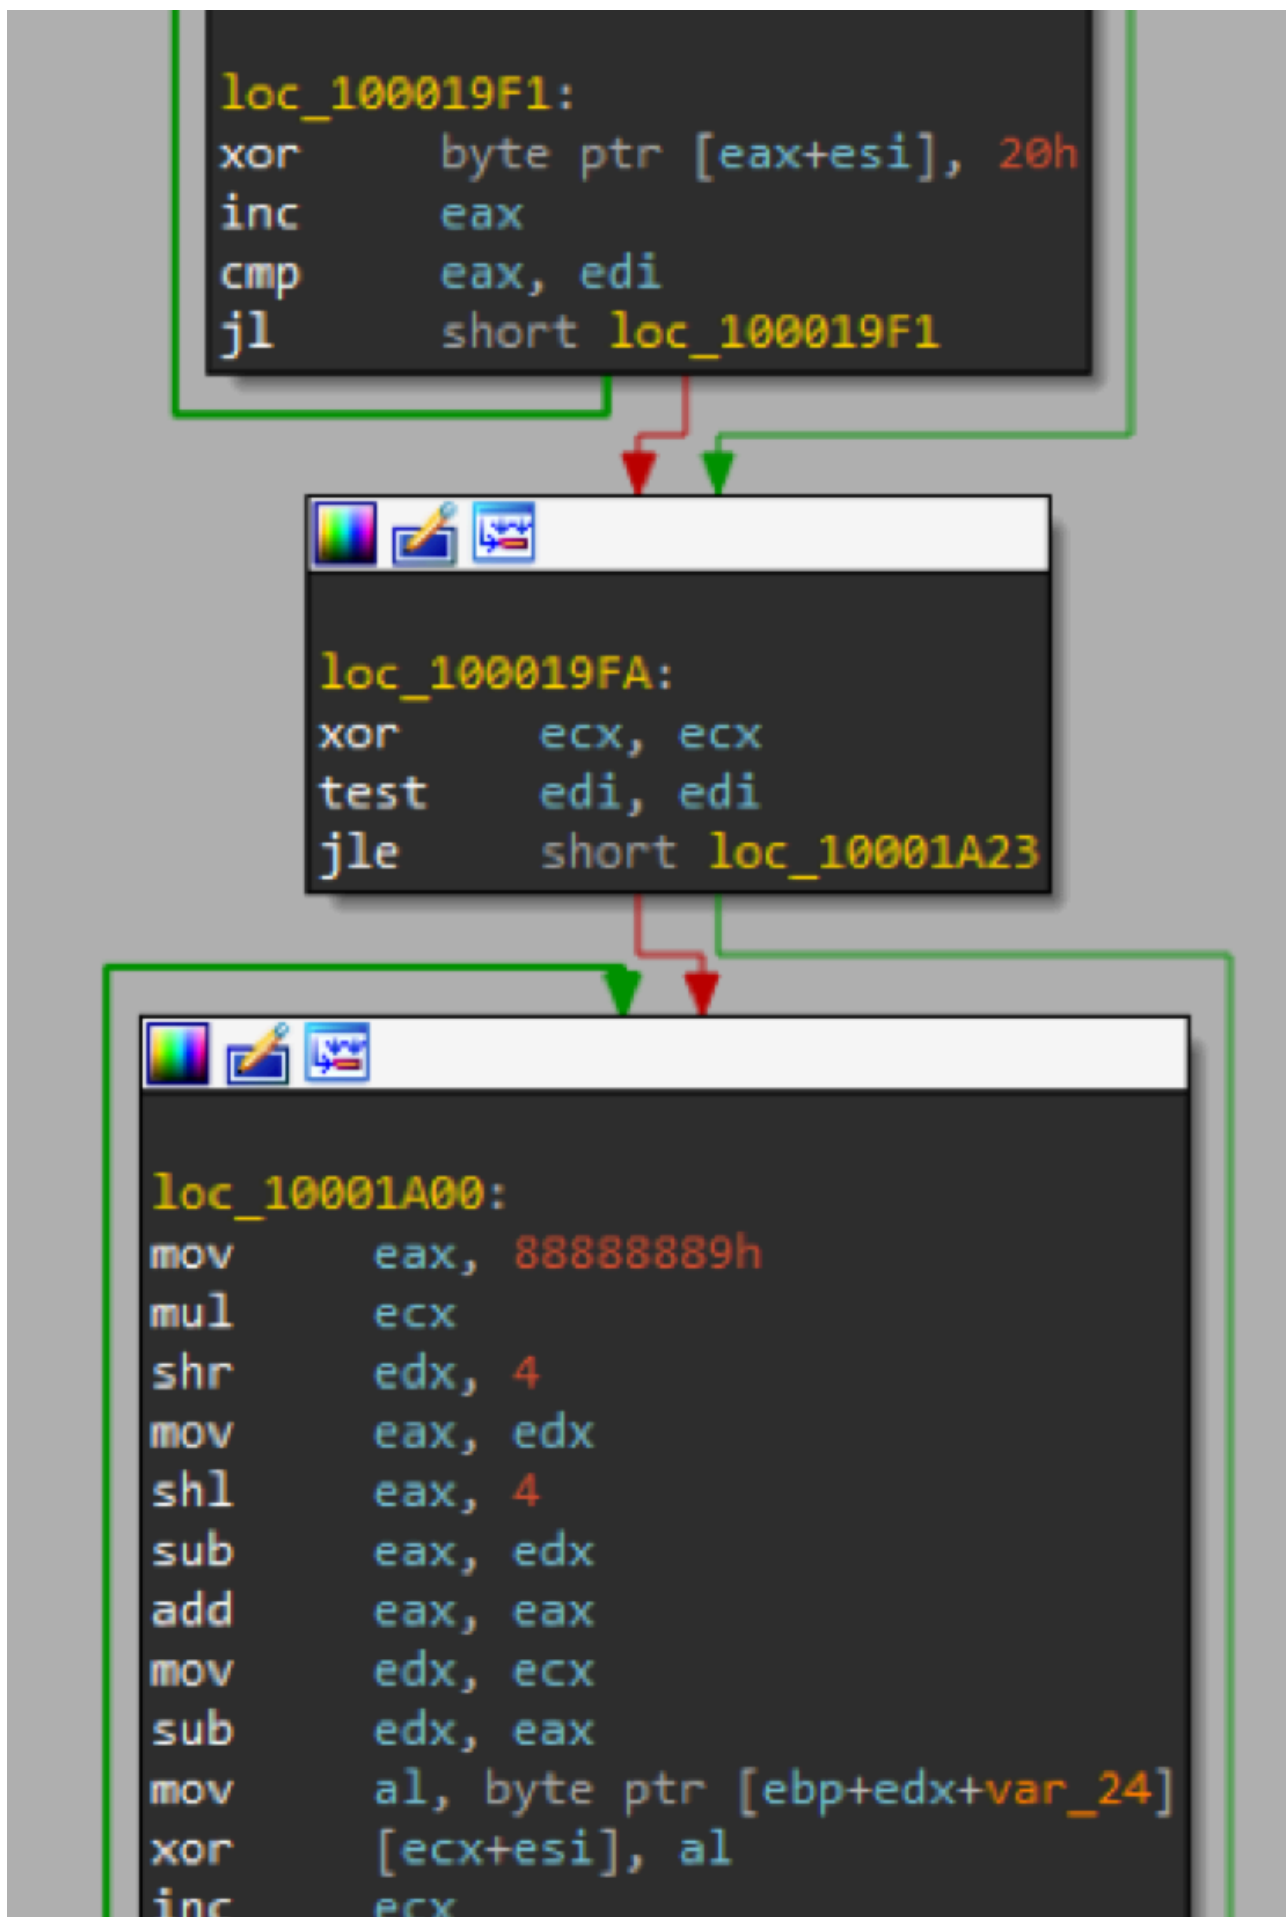 loc_100019F1:
xor byte ptr [eax+esi], 20h
inc eax
cmp eax, edi
jl short loc_100019F1
loc_100019FA:
xor ecx, ecx
test edi, edi
jle short loc_10001A23
loc_10001A00:
mov eax, 88888889h
mul ecx
shr edx, 4
mov eax, edx
shl eax, 4
sub eax, edx
add eax, eax
mov edx, ecx
sub edx, eax
mov al, byte ptr [ebp+edx+var_24]
xor [ecx+esi], al
inc ecx